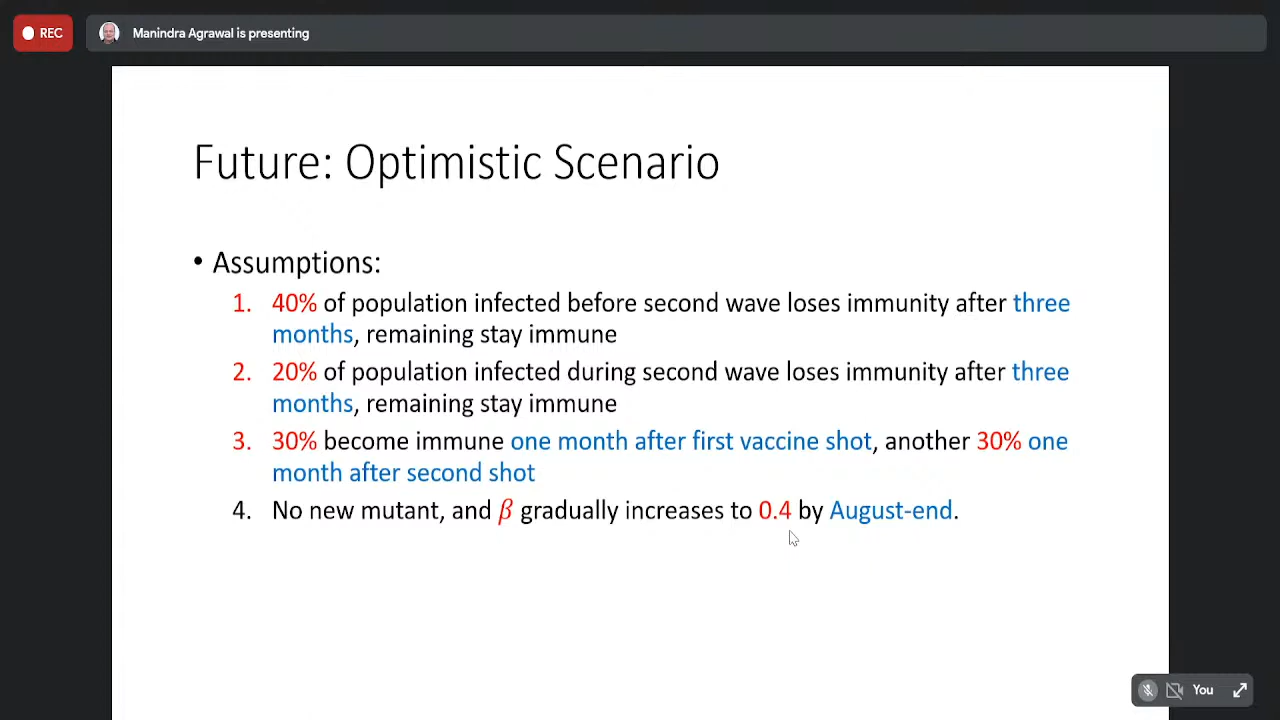 REC
Manindra Agrawal is presenting
Future: Optimistic Scenario
• Assumptions:
1. 40% of population infected before second wave loses immunity after three
months, remaining stay immune
2. 20% of population infected during second wave loses immunity after three
months, remaining stay immune
3. 30% become immune one month after first vaccine shot, another 30% one
month after second shot
4. No new mutant, and β gradually increases to 0.4 by August-end.
You